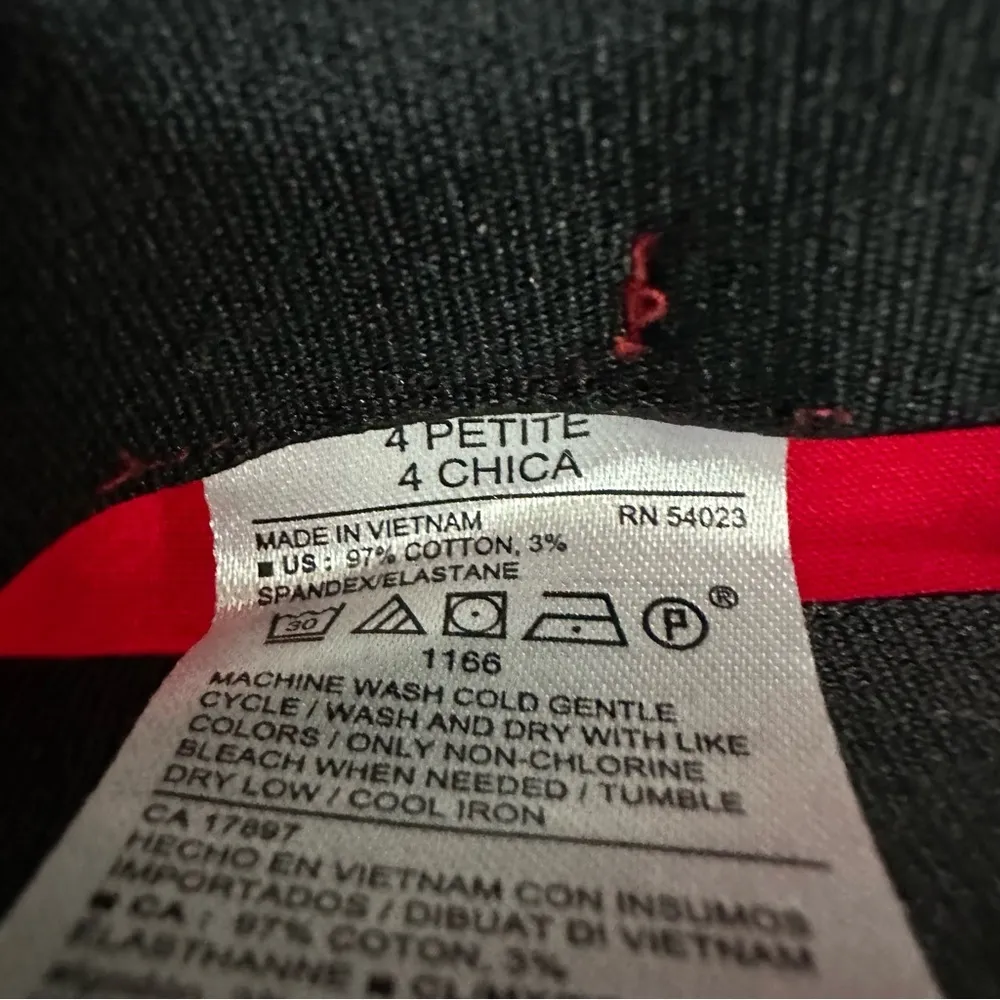 4 PETITE
4 CHICA
MADE IN VIETNAM RN 54023
■ US : 97% COTTON, 3%
SPANDEX/ELASTANE
30 P ®
1166
MACHINE WASH COLD GENTLE
CYCLE / WASH AND DRY WITH LIKE
COLORS / ONLY NON-CHLORINE
BLEACH WHEN NEEDED / TUMBLE
DRY LOW / COOL IRON
CA 17897
HECHO EN VIETNAM CON INSUMOS
IMPORTADOS / DIBUAT DI VIETNAM
■ CA : 97% COTON, 3%
ÉLASTHANNE ■